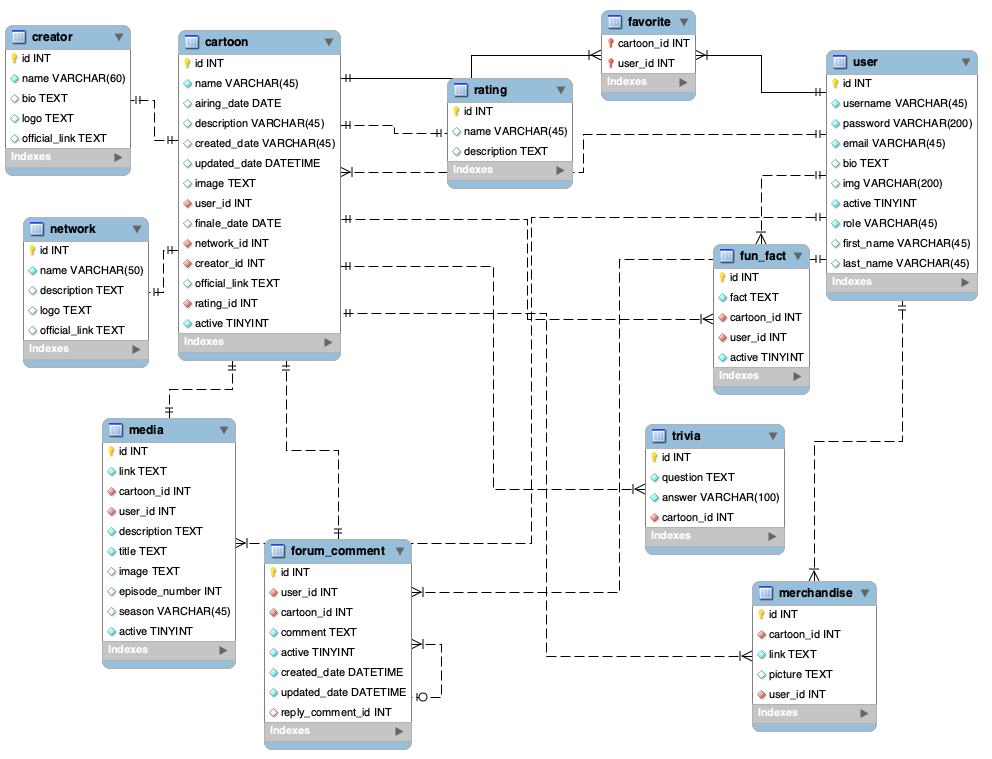 creator
id INT
name VARCHAR(60)
bio TEXT
logo TEXT
official_link TEXT
Indexes
cartoon
id INT
name VARCHAR(45)
airing_date DATE
description VARCHAR(45)
created_date VARCHAR(45)
updated_date DATETIME
image TEXT
user_id INT
finale_date DATE
network_id INT
creator_id INT
official_link TEXT
rating_id INT
active TINYINT
Indexes
favorite
cartoon_id INT
user_id INT
Indexes
rating
id INT
name VARCHAR(45)
description TEXT
Indexes
user
id INT
username VARCHAR(45)
password VARCHAR(200)
email VARCHAR(45)
bio TEXT
img VARCHAR(200)
active TINYINT
role VARCHAR(45)
first_name VARCHAR(45)
last_name VARCHAR(45)
Indexes
network
id INT
name VARCHAR(50)
description TEXT
logo TEXT
official_link TEXT
Indexes
fun_fact
id INT
fact TEXT
cartoon_id INT
user_id INT
active TINYINT
Indexes
media
id INT
link TEXT
cartoon_id INT
user_id INT
description TEXT
title TEXT
image TEXT
episode_number INT
season VARCHAR(45)
active TINYINT
Indexes
trivia
id INT
question TEXT
answer VARCHAR(100)
cartoon_id INT
Indexes
forum_comment
id INT
user_id INT
cartoon_id INT
comment TEXT
active TINYINT
created_date DATETIME
updated_date DATETIME
reply_comment_id INT
Indexes
merchandise
id INT
cartoon_id INT
link TEXT
picture TEXT
user_id INT
Indexes